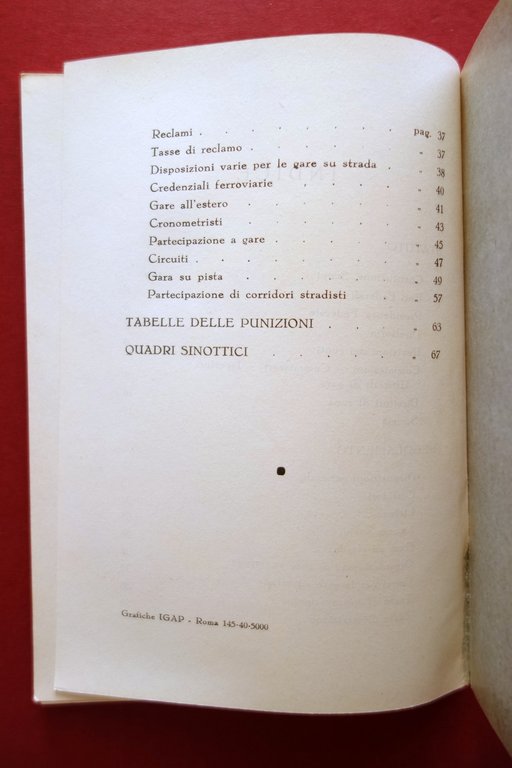 Reclami . . . . . . . pag. 37
Tasse di reclamo . . . . . . „ 37
Disposizioni varie per le gare su strada . „ 38
Credenziali ferroviarie . . . . . „ 40
Gare all'estero . . . . . . „ 41
Cronometristi . . . . . . „ 43
Partecipazione a gare . . . . . „ 45
Circuiti . . . . . . . „ 47
Gara su pista . . . . . . „ 49
Partecipazione di corridori stradisti . . „ 57
TABELLE DELLE PUNIZIONI . . . . „ 63
QUADRI SINOTTICI . . . . . „ 67
Grafiche IGAP - Roma 145-40-5000